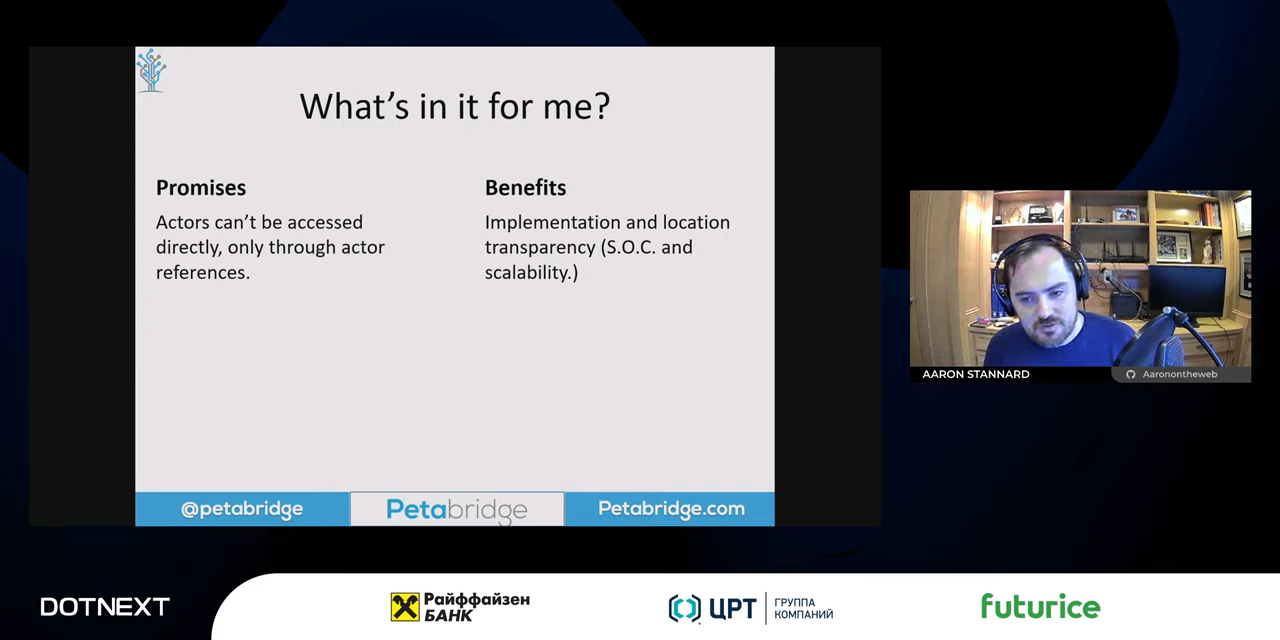 What's in it for me?
Promises
Actors can't be accessed
directly, only through actor
references.
Benefits
Implementation and location
transparency (S.O.C. and
scalability.)
@petabridge
Petabridge
Petabridge.com
AARON STANNARD
Aaronontheweb
DOTNEXT
Райффайзен
БАНК
ЦРТ
ГРУППА
КОМПАНИЙ
futurice